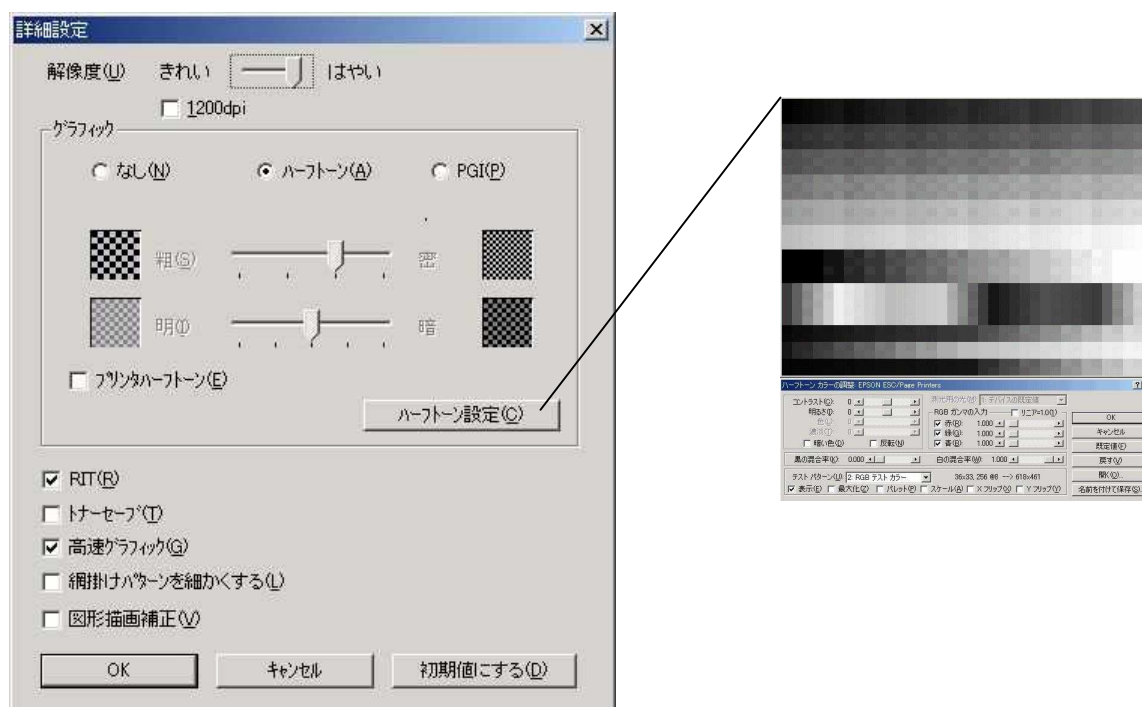 詳細設定
解像度(U) きれい はやい
1200dpi
グラフィック
なし(N) ハーフトーン(A) PGI(P)
粗(S) 密
明(I) 暗
プリンタハーフトーン(E)
ハーフトーン設定(C)
RIT(R)
トナーセーブ(T)
高速グラフィック(G)
網掛けパターンを細かくする(L)
図形描画補正(V)
OK キャンセル 初期値にする(D)
ハーフトーン カラーの調整 EPSON ESC/Page Printers
コントラスト(C): 0
明るさ(B): 0 RGB ガンマの入力 リニア=1.0(L)
0 赤(R): 1.000 OK
0 緑(G): 1.000 キャンセル
暗い色(D) 反転(N) 青(B): 1.000 既定値(F)
黒の混合率(K) 0.000 白の混合率(W): 1.000 戻す(V)
テスト パターン(U) 2. RGB テスト カラー 36x33, 256 色 --> 618x461 開く(O)...
表示(E) 最大化(Z) パレット(P) スケール(A) X フリップ(X) Y フリップ(Y) 名前を付けて保存(S)